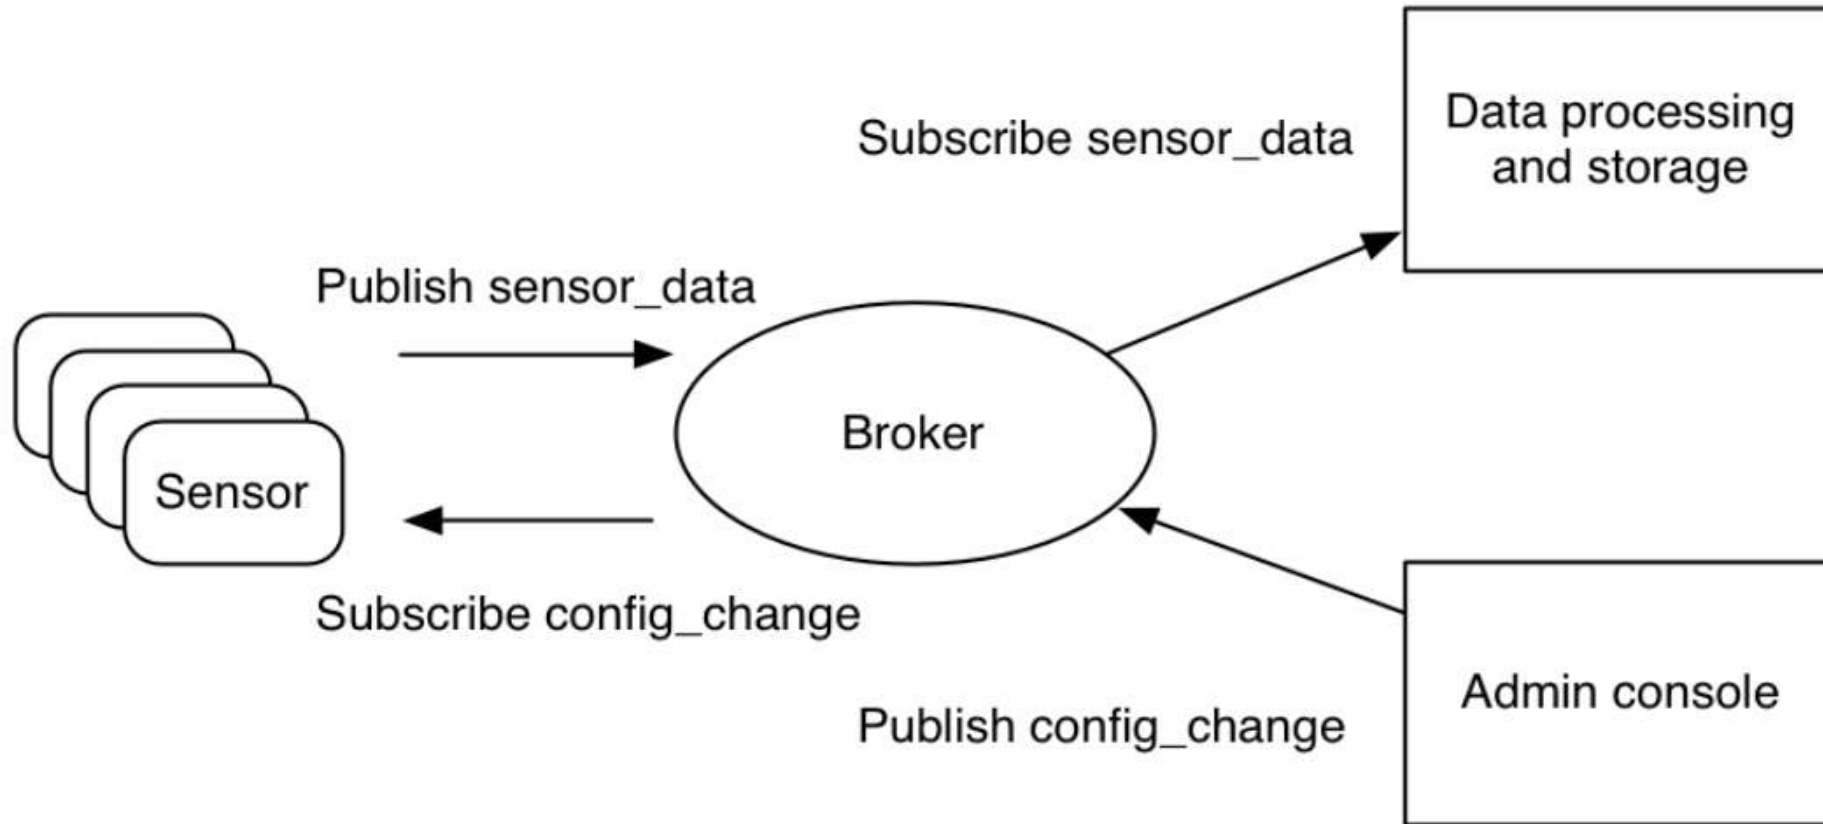 Subscribe sensor_data
Data processing
and storage
Publish sensor_data
Broker
Sensor
Subscribe config_change
Publish config_change
Admin console